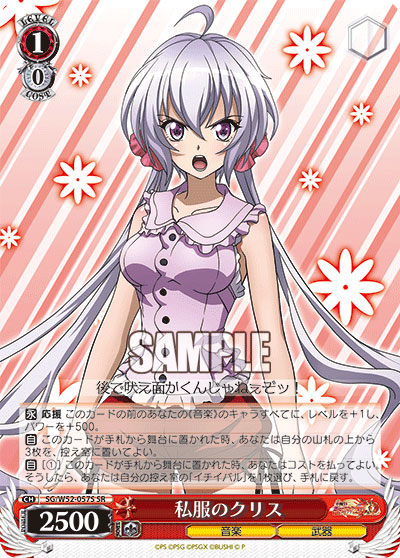 LEVEL
1
0
COST
SAMPLE
後で吠え面かくんじゃねえぞッ!
永 応援 このカードの前のあなたの《音楽》のキャラすべてに、レベルを+1し、
パワーを+500。
自 このカードが手札から舞台に置かれた時、あなたは自分の山札の上から
3枚を、控え室に置いてよい。
自 [①] このカードが手札から舞台に置かれた時、あなたはコストを払ってよい。
そうしたら、あなたは自分の控え室の「イチイバル」を1枚選び、手札に戻す。
GH SG/W52-057S SR
2500
私服のクリス
音楽 武器
©PS ©PSG ©PSGX ©BUSHI © P